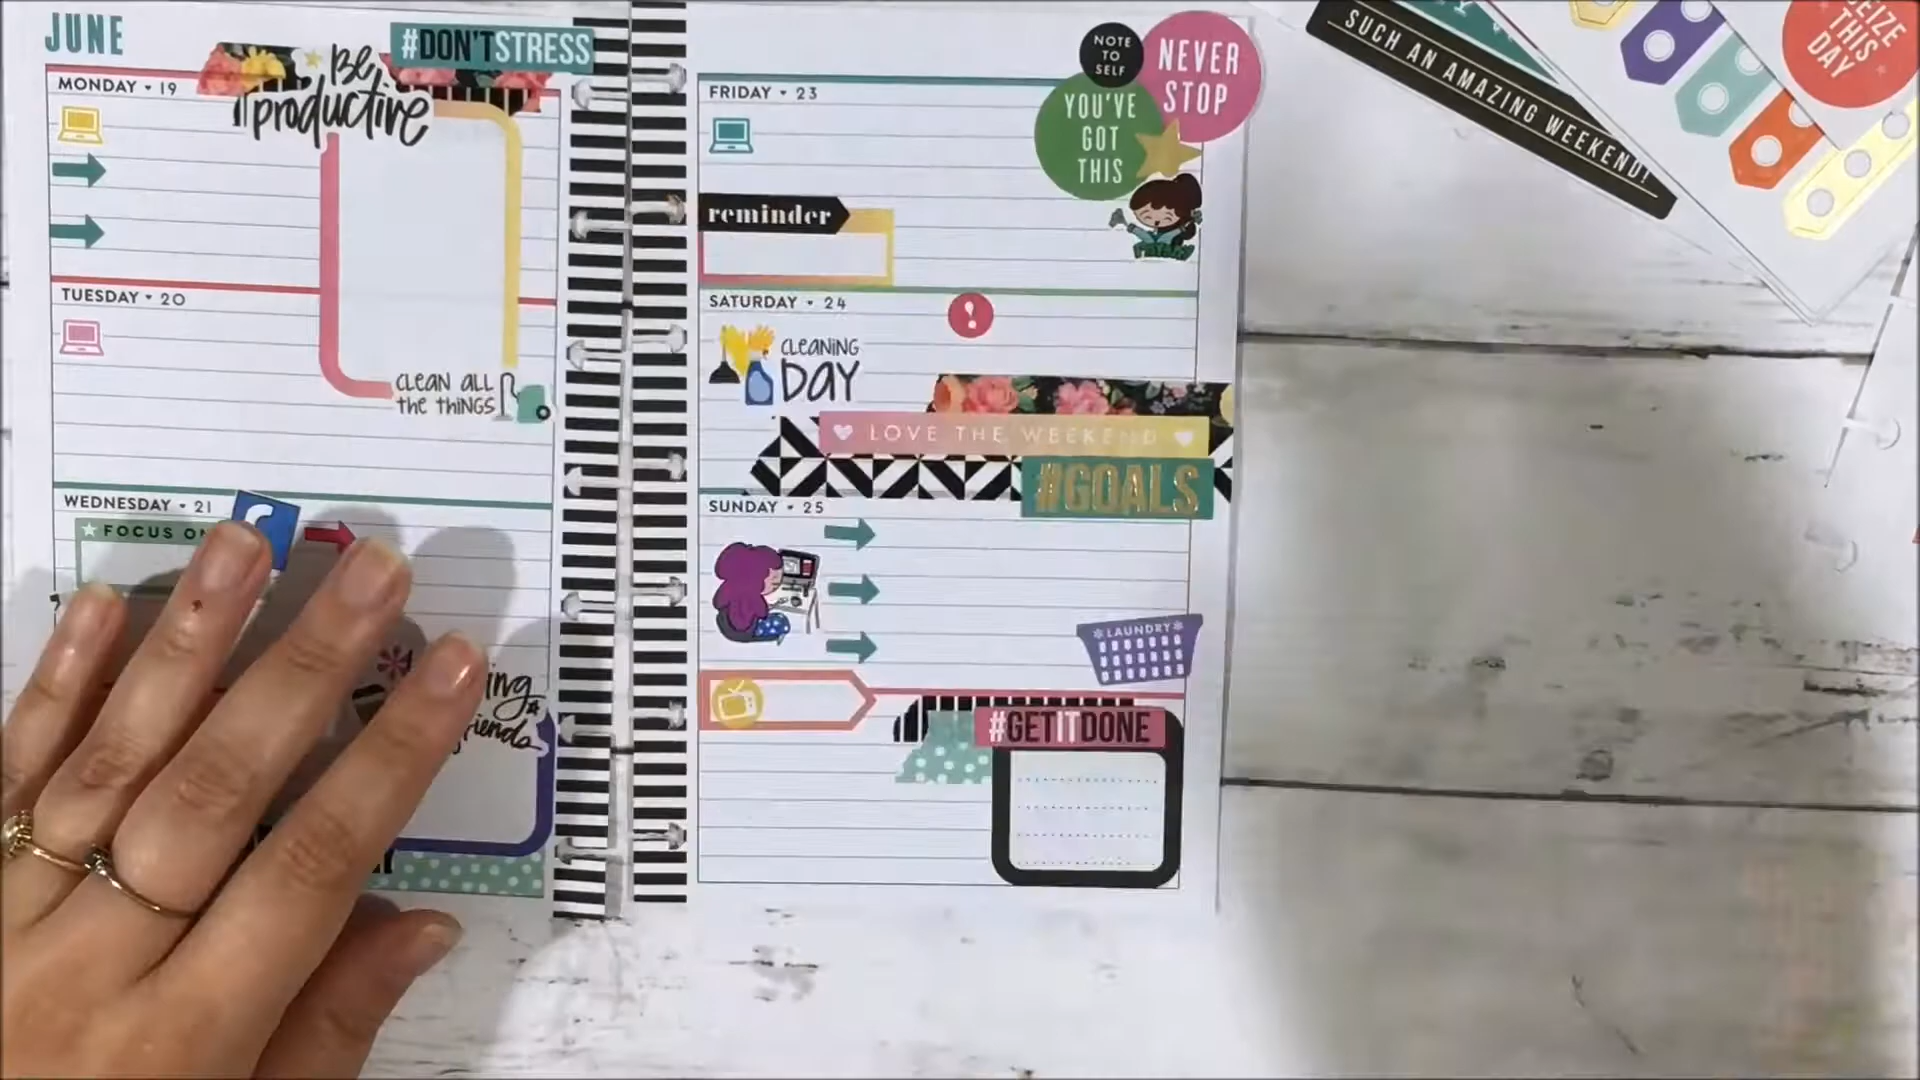 JUNE
#DON'TSTRESS
MONDAY • 19
Be
productive
TUESDAY • 20
CLEAN ALL
THE THINGS
WEDNESDAY • 21
FOCUS ON
FRIDAY • 23
NOTE
TO
SELF
NEVER
STOP
YOU'VE
GOT
THIS
reminder
SATURDAY • 24
!
CLEANING
DAY
LOVE THE WEEKEND
#GOALS
SUNDAY • 25
LAUNDRY
#GETITDONE
SUCH AN AMAZING WEEKEND!
SEIZE
THIS
DAY